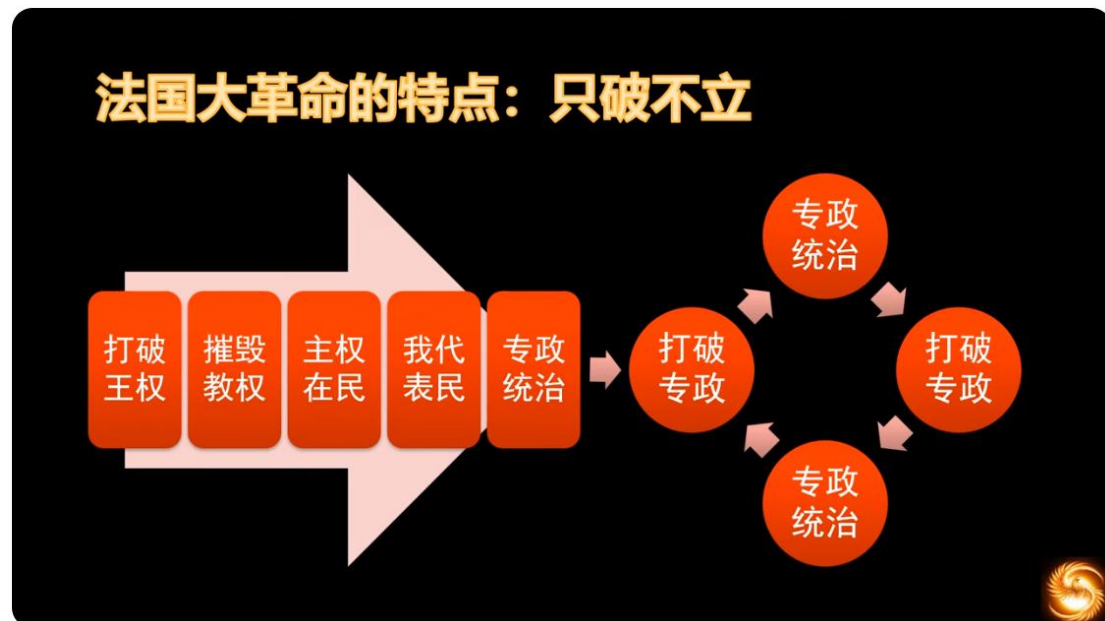 法国大革命的特点：只破不立
打破
王权
摧毁
教权
主权
在民
我代
表民
专政
统治
打破
专政
专政
统治
打破
专政
专政
统治